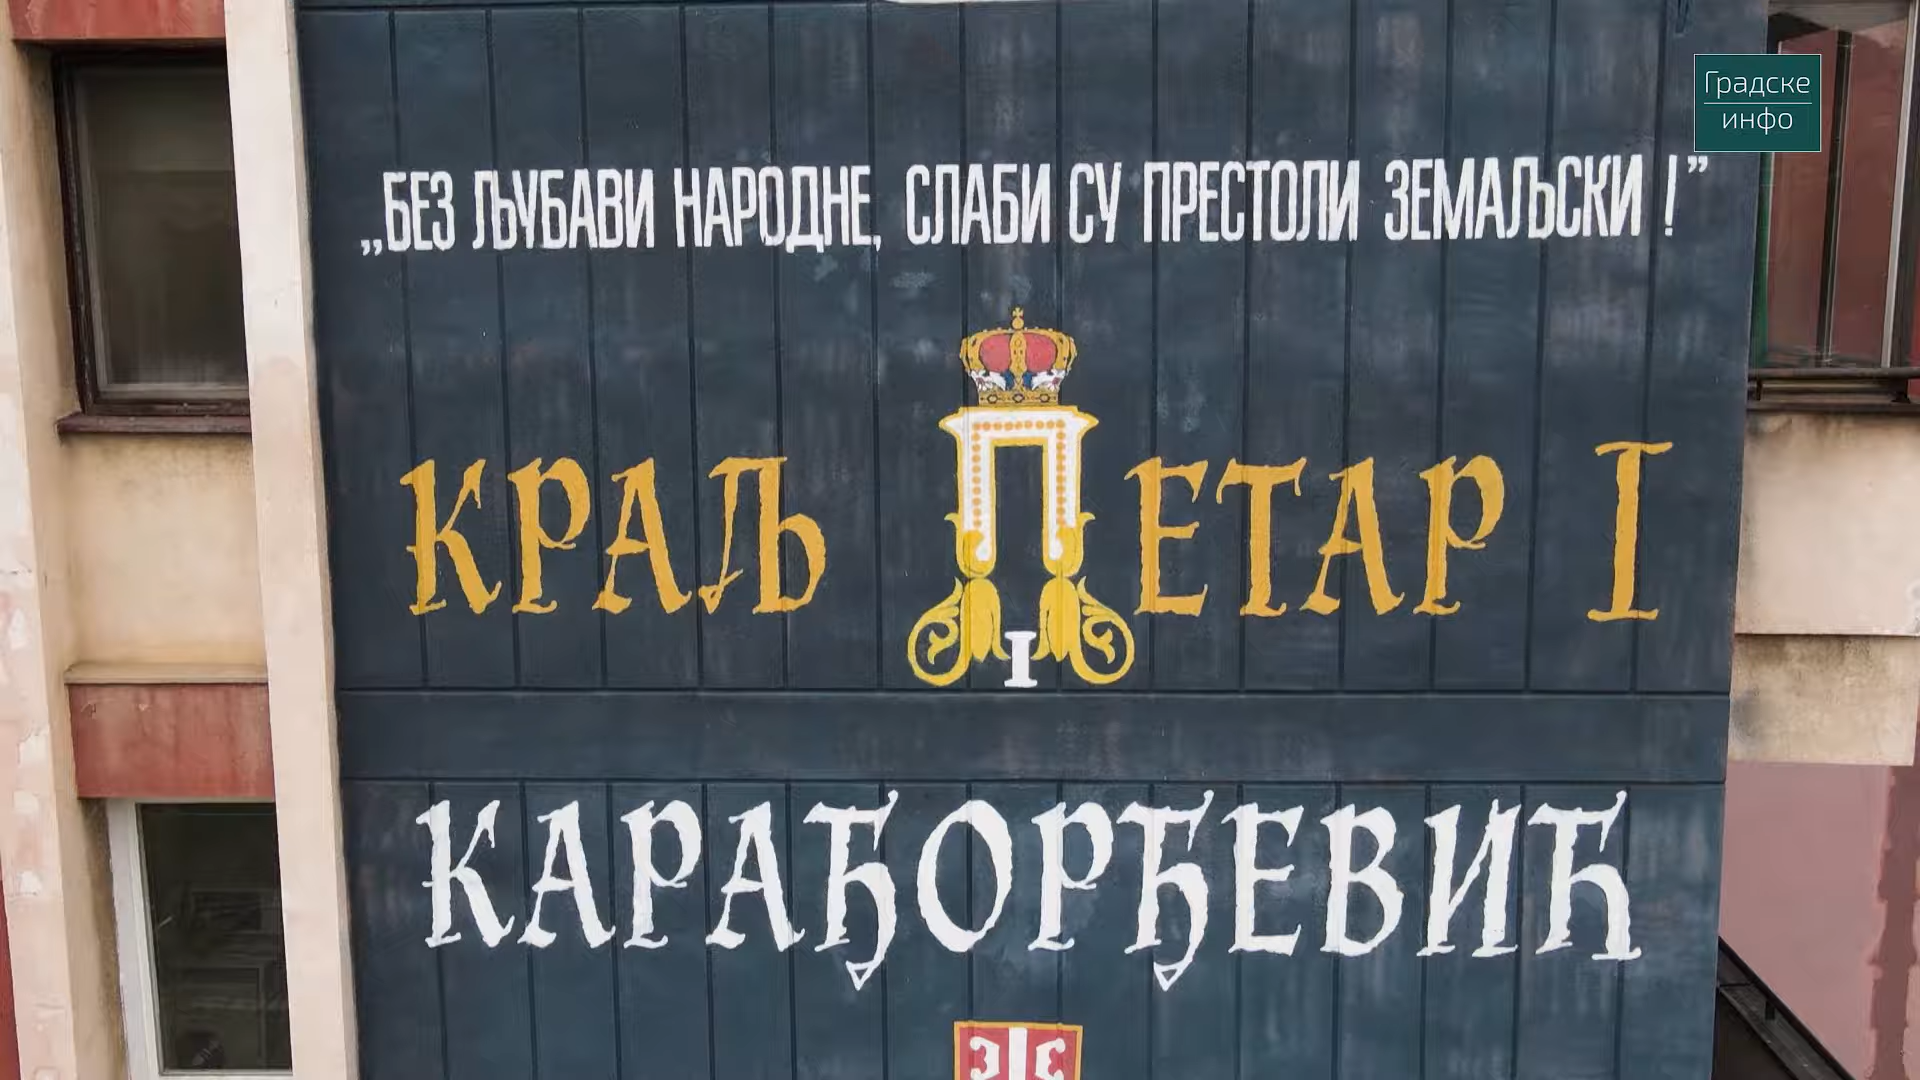 Градске
инфо
„БЕЗ ЉУБАВИ НАРОДНЕ, СЛАБИ СУ ПРЕСТОЛИ ЗЕМАЉСКИ !”
КРАЉ ПЕТАР I
I
КАРАЂОРЂЕВИЋ